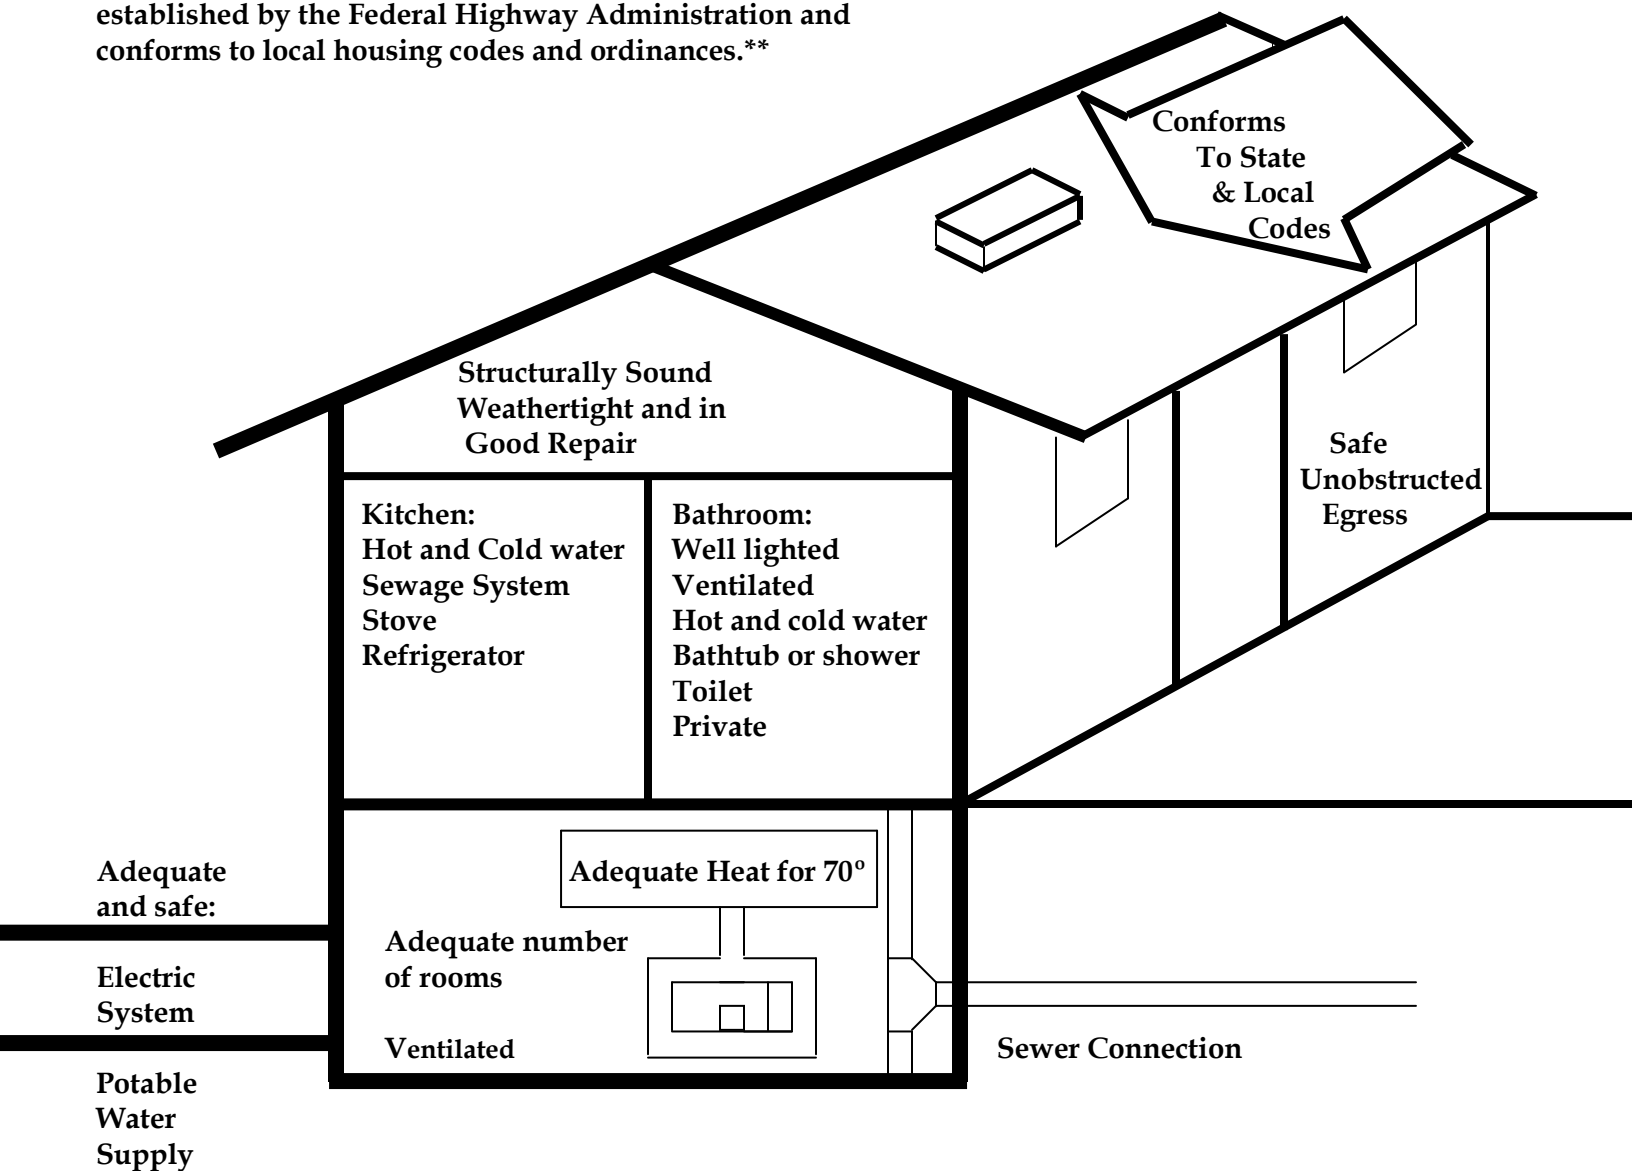 established by the Federal Highway Administration and
conforms to local housing codes and ordinances.**
Conforms
To State
& Local
Codes
Structurally Sound
Weathertight and in
Good Repair
Safe
Unobstructed
Egress
Kitchen:
Hot and Cold water
Sewage System
Stove
Refrigerator
Bathroom:
Well lighted
Ventilated
Hot and cold water
Bathtub or shower
Toilet
Private
Adequate
and safe:
Electric
System
Potable
Water
Supply
Adequate Heat for 70º
Adequate number
of rooms
Ventilated
Sewer Connection